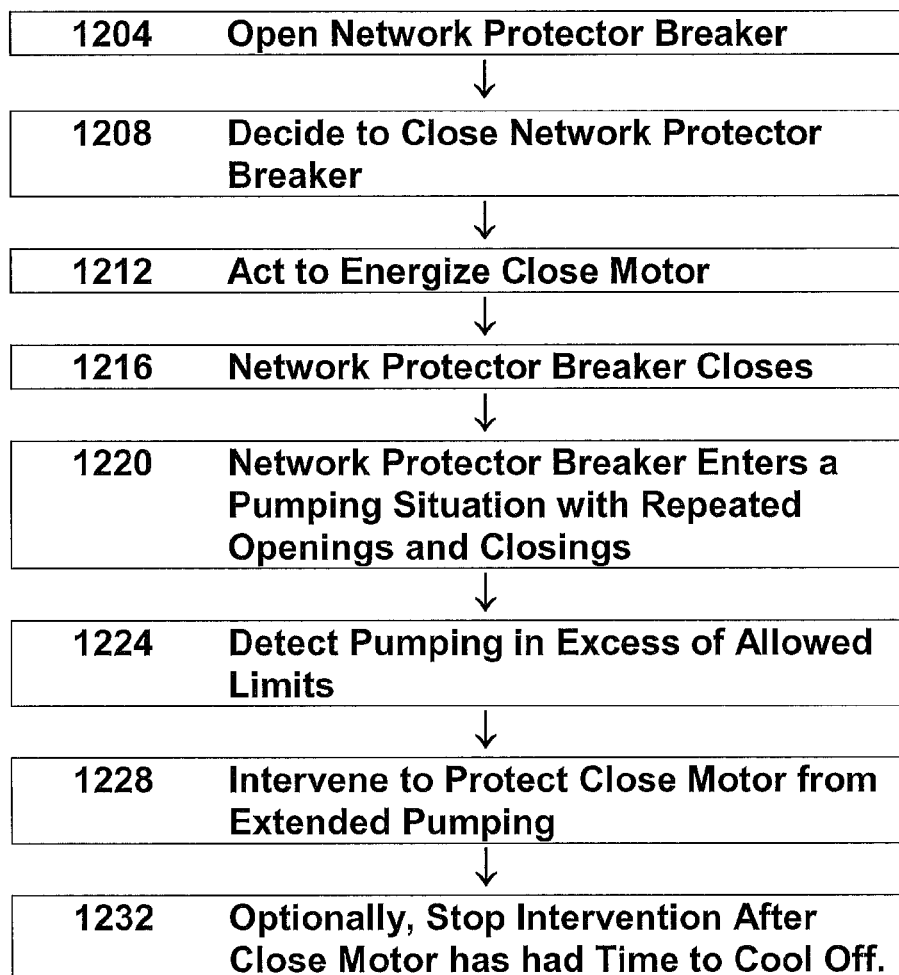 1204 Open Network Protector Breaker
↓
1208 Decide to Close Network Protector
Breaker
↓
1212 Act to Energize Close Motor
↓
1216 Network Protector Breaker Closes
↓
1220 Network Protector Breaker Enters a
Pumping Situation with Repeated
Openings and Closings
↓
1224 Detect Pumping in Excess of Allowed
Limits
↓
1228 Intervene to Protect Close Motor from
Extended Pumping
↓
1232 Optionally, Stop Intervention After
Close Motor has had Time to Cool Off.